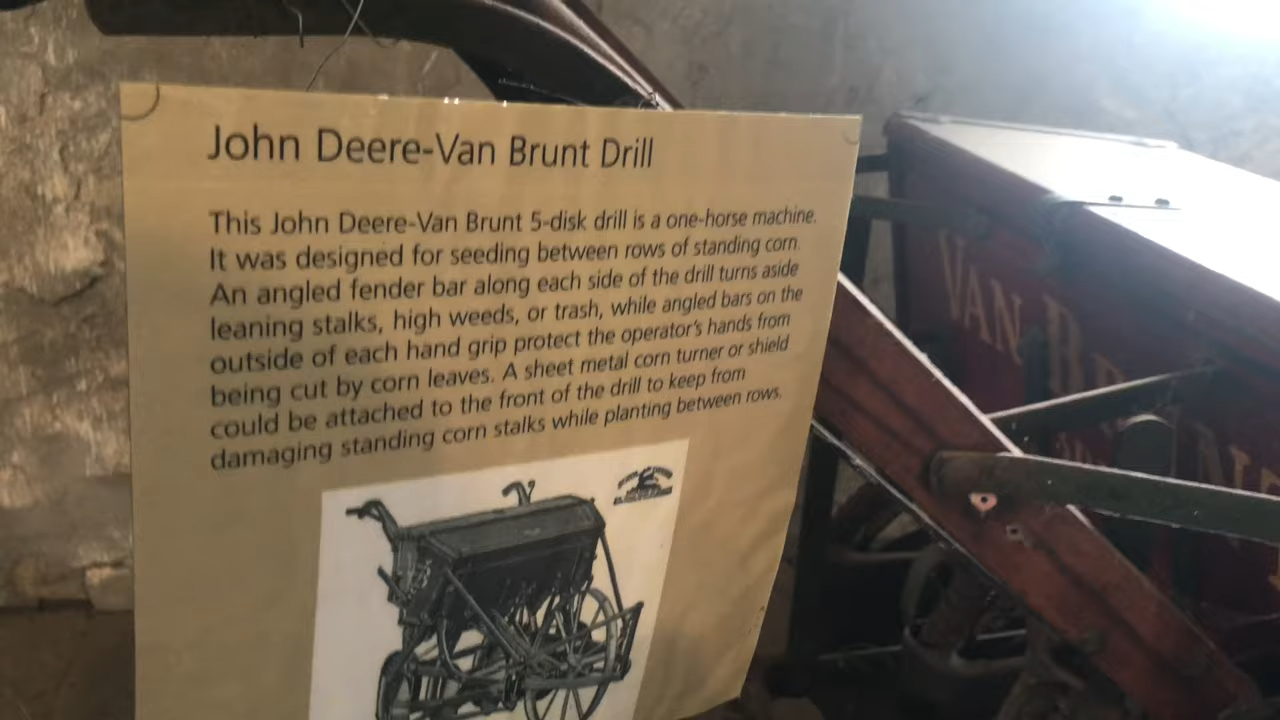 John Deere-Van Brunt Drill
This John Deere-Van Brunt 5-disk drill is a one-horse machine.
It was designed for seeding between rows of standing corn.
An angled fender bar along each side of the drill turns aside
leaning stalks, high weeds, or trash, while angled bars on the
outside of each hand grip protect the operator's hands from
being cut by corn leaves. A sheet metal corn turner or shield
could be attached to the front of the drill to keep from
damaging standing corn stalks while planting between rows.
VAN